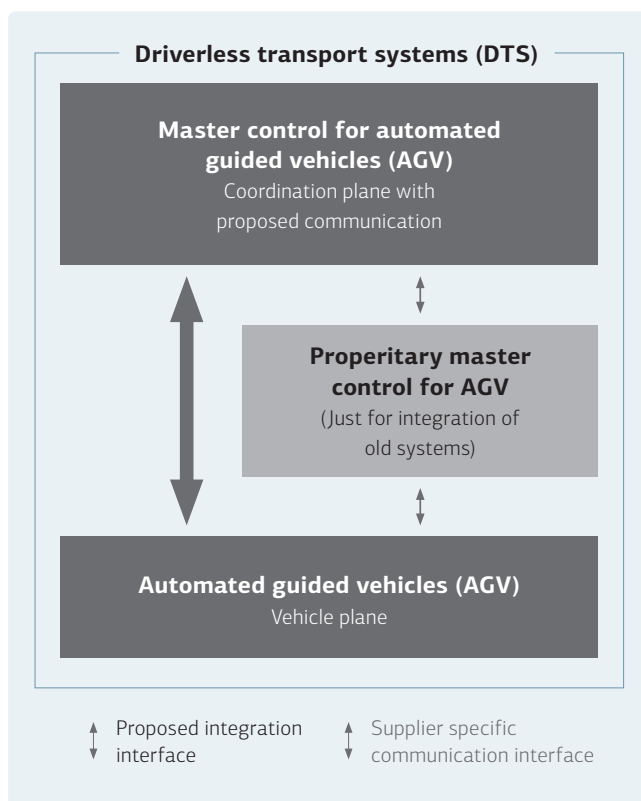 Driverless transport systems (DTS)
Master control for automated
guided vehicles (AGV)
Coordination plane with
proposed communication
Properitary master
control for AGV
(Just for integration of
old systems)
Automated guided vehicles (AGV)
Vehicle plane
Proposed integration
interface
Supplier specific
communication interface